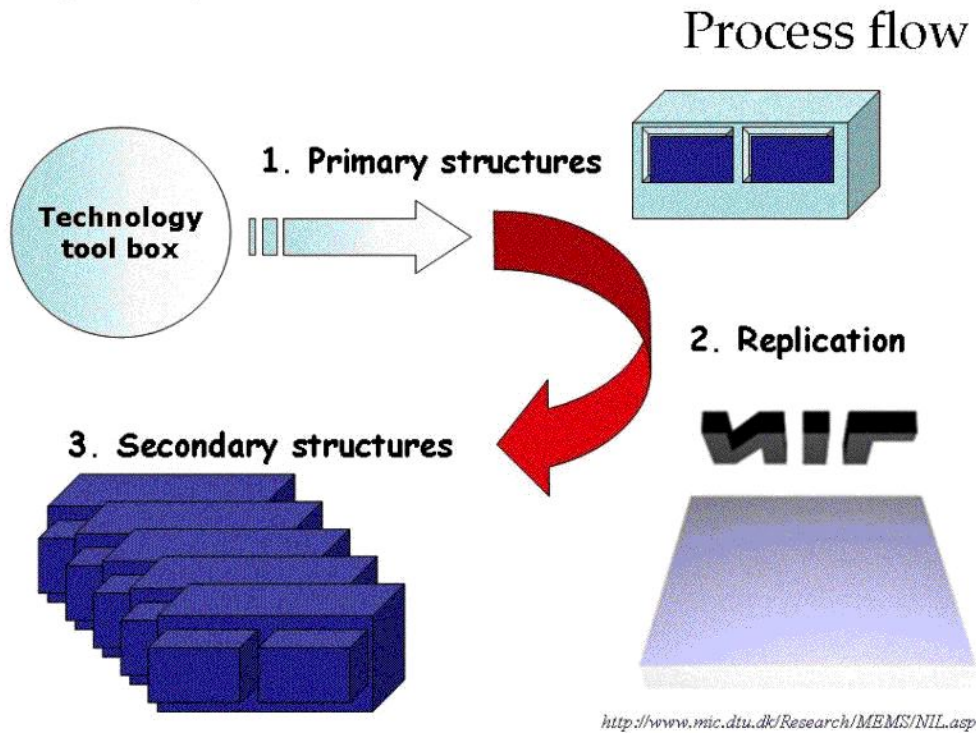 Process flow
1. Primary structures
Technology
tool box
2. Replication
NIL
3. Secondary structures
http://www.mic.dtu.dk/Research/MEMS/NIL.asp